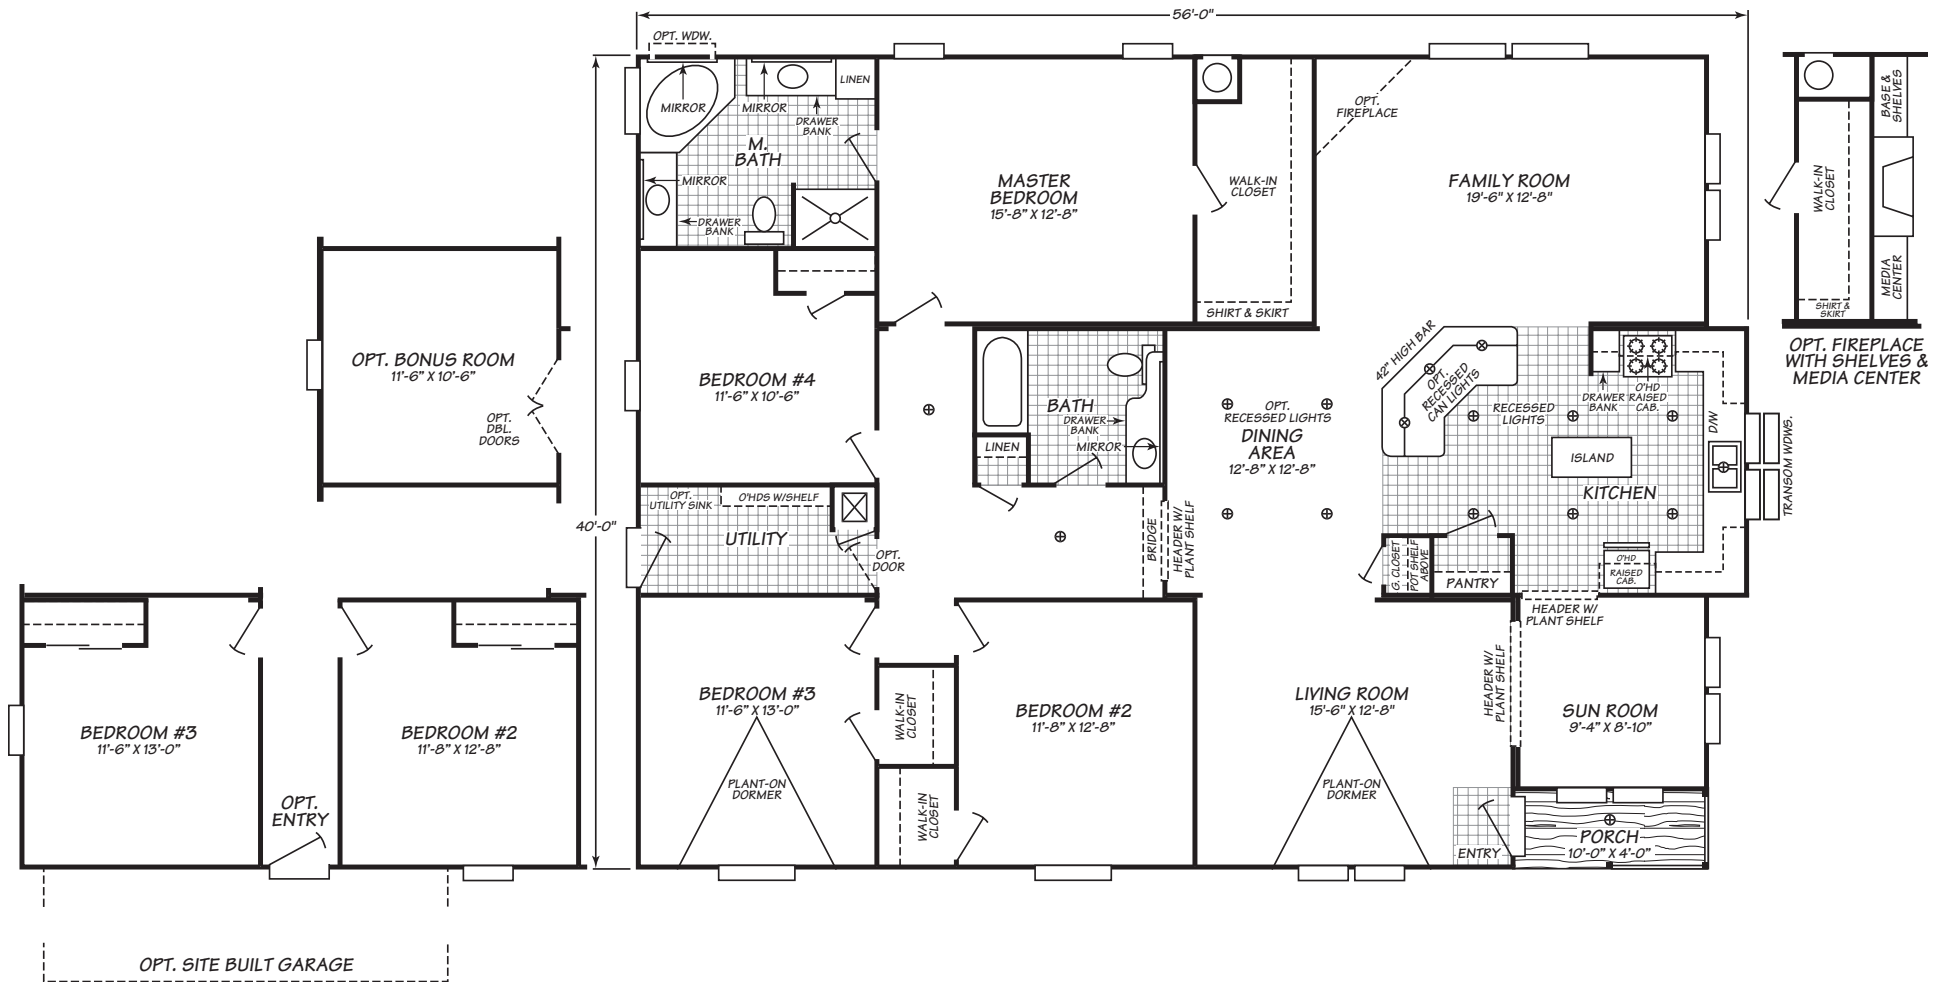 56'-0"
OPT. WDW.
MIRROR
MIRROR
LINEN
DRAWER
BANK
M.
BATH
MIRROR
DRAWER
BANK
MASTER
BEDROOM
15'-8" X 12'-8"
WALK-IN
CLOSET
SHIRT & SKIRT
OPT.
FIREPLACE
FAMILY ROOM
19'-6" X 12'-8"
BASE &
SHELVES
WALK-IN
CLOSET
MEDIA
CENTER
SHIRT &
SKIRT
OPT. FIREPLACE
WITH SHELVES &
MEDIA CENTER
OPT. BONUS ROOM
11'-6" X 10'-6"
OPT.
DBL.
DOORS
40'-0"
BEDROOM #4
11'-6" X 10'-6"
BATH
DRAWER
BANK
LINEN
MIRROR
OPT.
RECESSED LIGHTS
DINING
AREA
12'-8" X 12'-8"
42" HIGH BAR
OPT.
RECESSED
CAN LIGHTS
RECESSED
LIGHTS
DRAWER
BANK
O'HD
RAISED
CAB.
D/W
ISLAND
KITCHEN
TRANSOM WDWS.
OPT.
UTILITY SINK
O'HDS W/SHELF
UTILITY
OPT.
DOOR
BRIDGE
HEADER W/
PLANT SHELF
G. CLOSET
POT SHELF
ABOVE
PANTRY
O'HD
RAISED
CAB.
HEADER W/
PLANT SHELF
BEDROOM #3
11'-6" X 13'-0"
BEDROOM #2
11'-8" X 12'-8"
OPT.
ENTRY
OPT. SITE BUILT GARAGE
BEDROOM #3
11'-6" X 13'-0"
PLANT-ON
DORMER
WALK-IN
CLOSET
WALK-IN
CLOSET
BEDROOM #2
11'-8" X 12'-8"
LIVING ROOM
15'-6" X 12'-8"
PLANT-ON
DORMER
HEADER W/
PLANT SHELF
SUN ROOM
9'-4" X 8'-10"
ENTRY
PORCH
10'-0" X 4'-0"